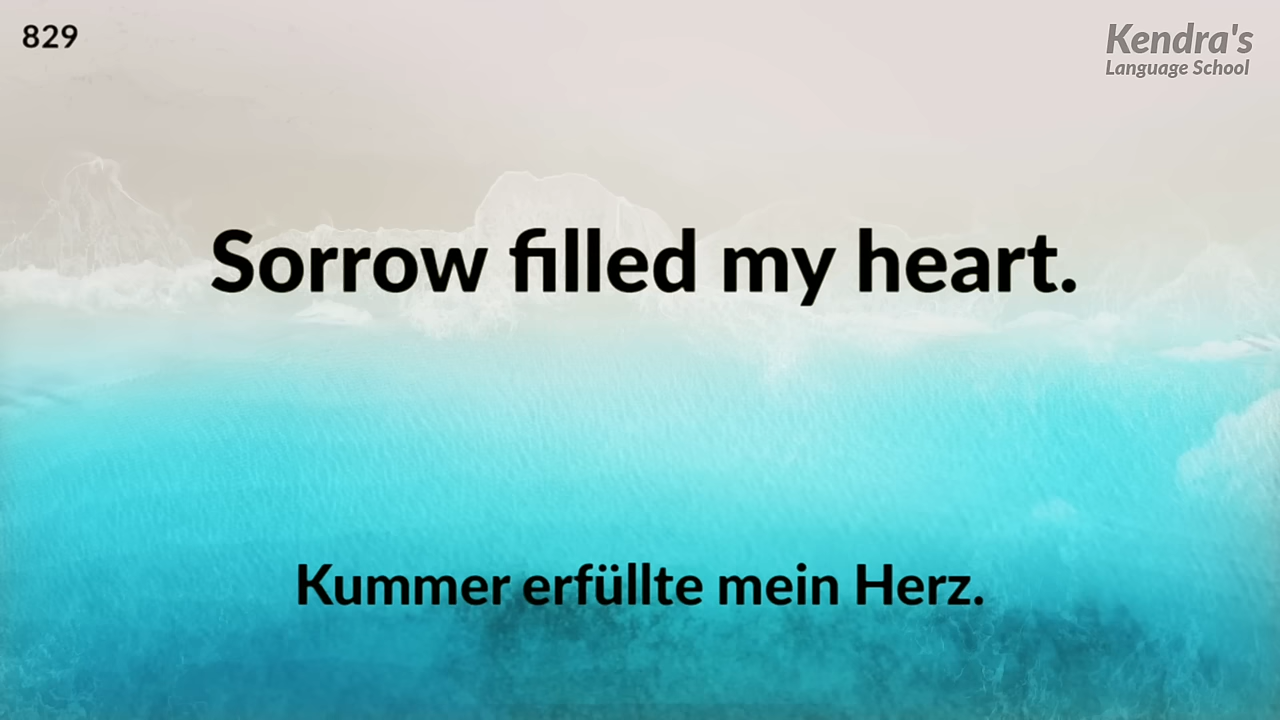 829
Kendra's
Language School
Sorrow filled my heart.
Kummer erfüllte mein Herz.